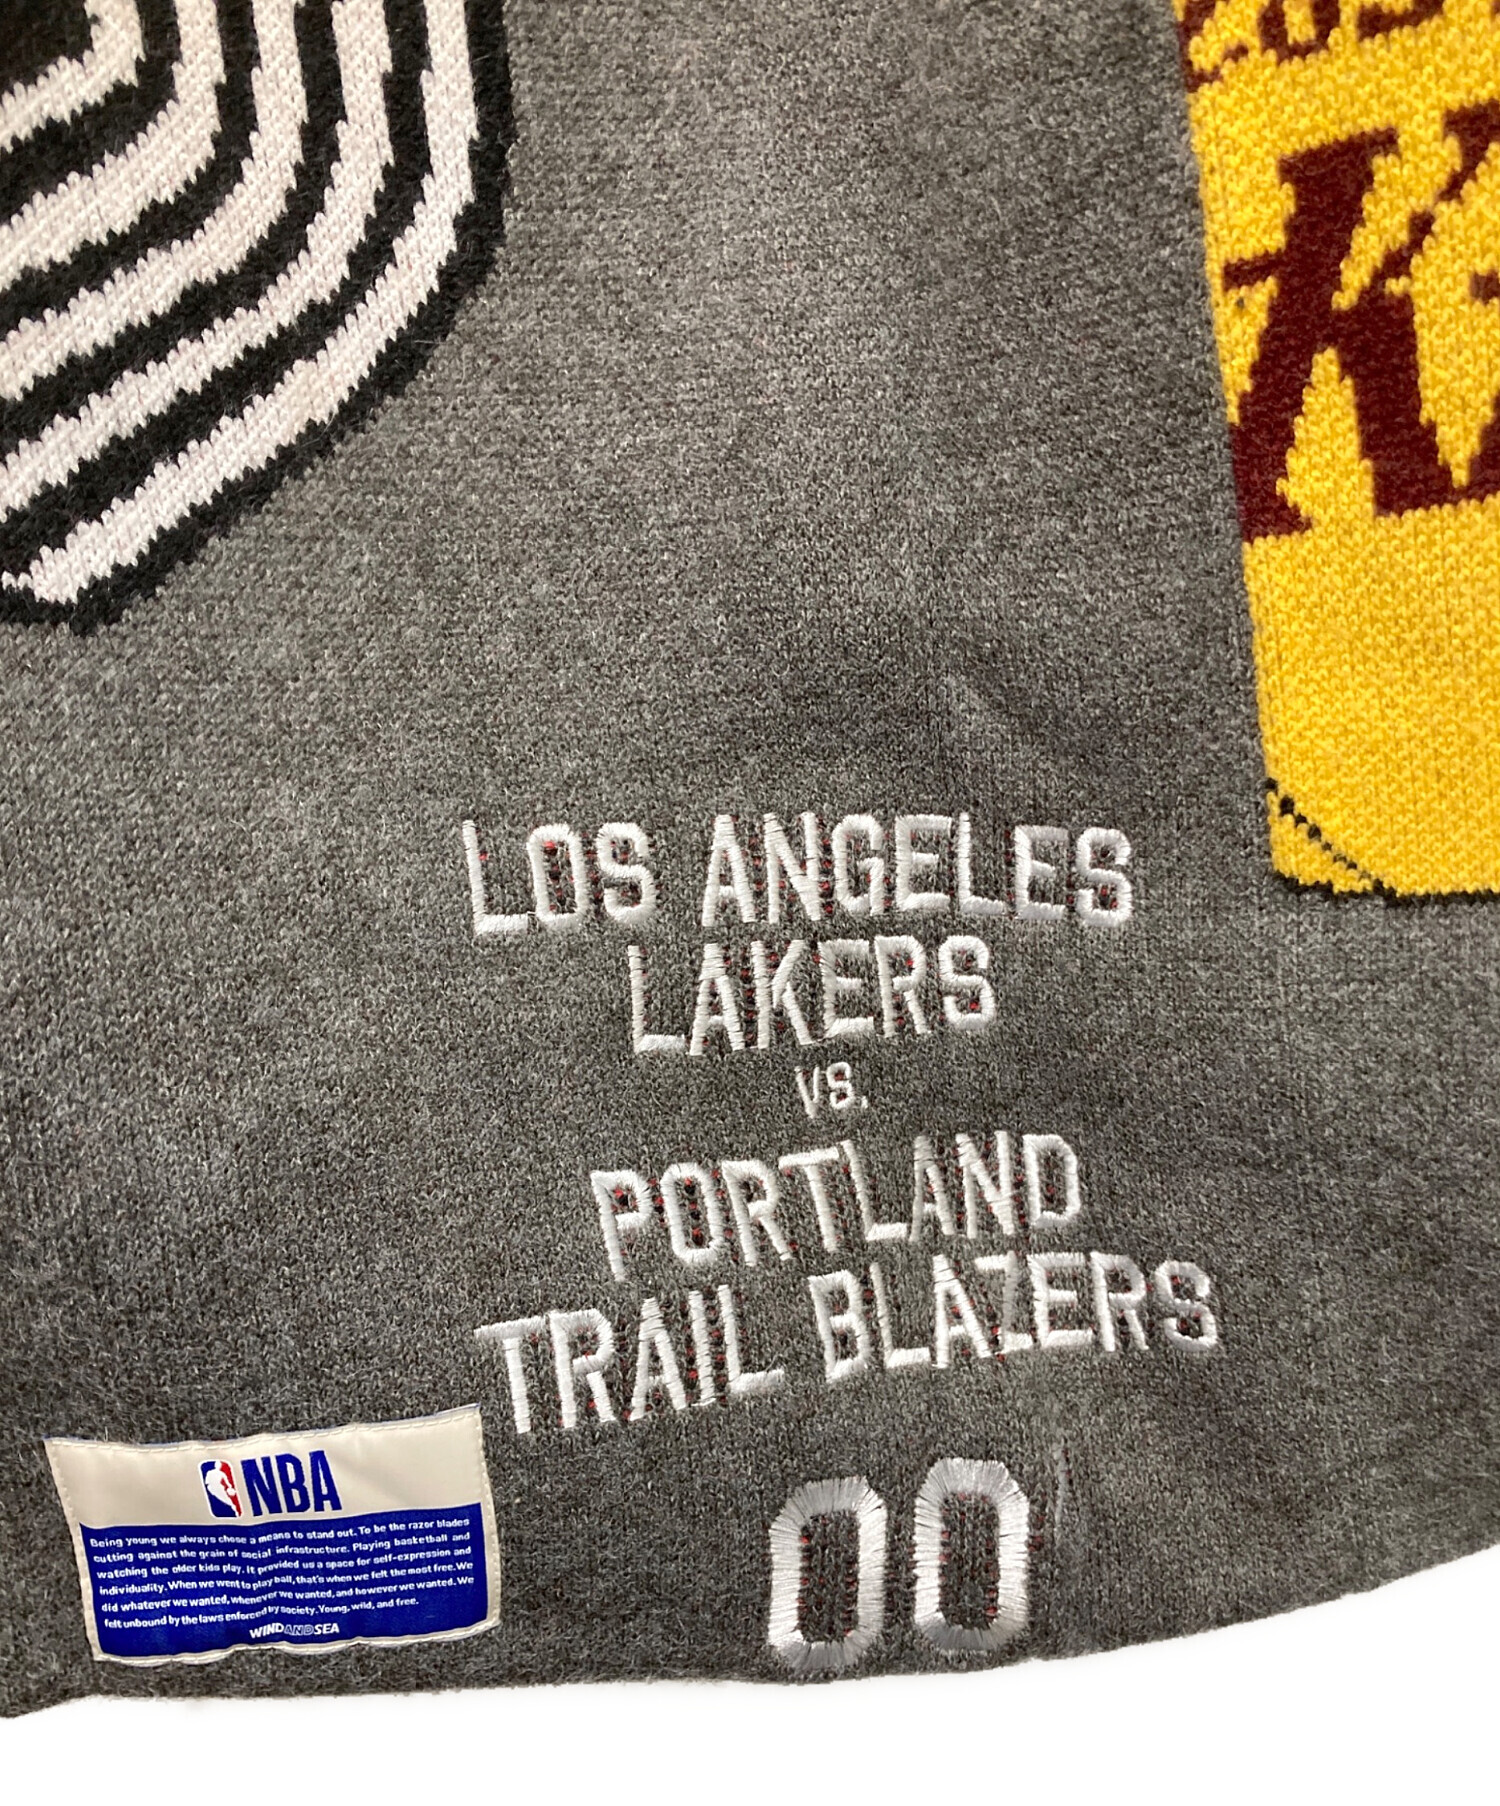 LOS ANGELES
LAKERS
VS.
PORTLAND
TRAIL BLAZERS
00
NBA
Being young we always chose a means to stand out. To be the razor blades
cutting against the grain of social infrastructure. Playing basketball and
watching the older kids play. It provided us a space for self-expression and
individuality. When we went to play ball, that's when we felt the most free. We
did whatever we wanted, whenever we wanted, and however we wanted. We
felt unbound by the laws enforced by society. Young, wild, and free.
WINDANDSEA